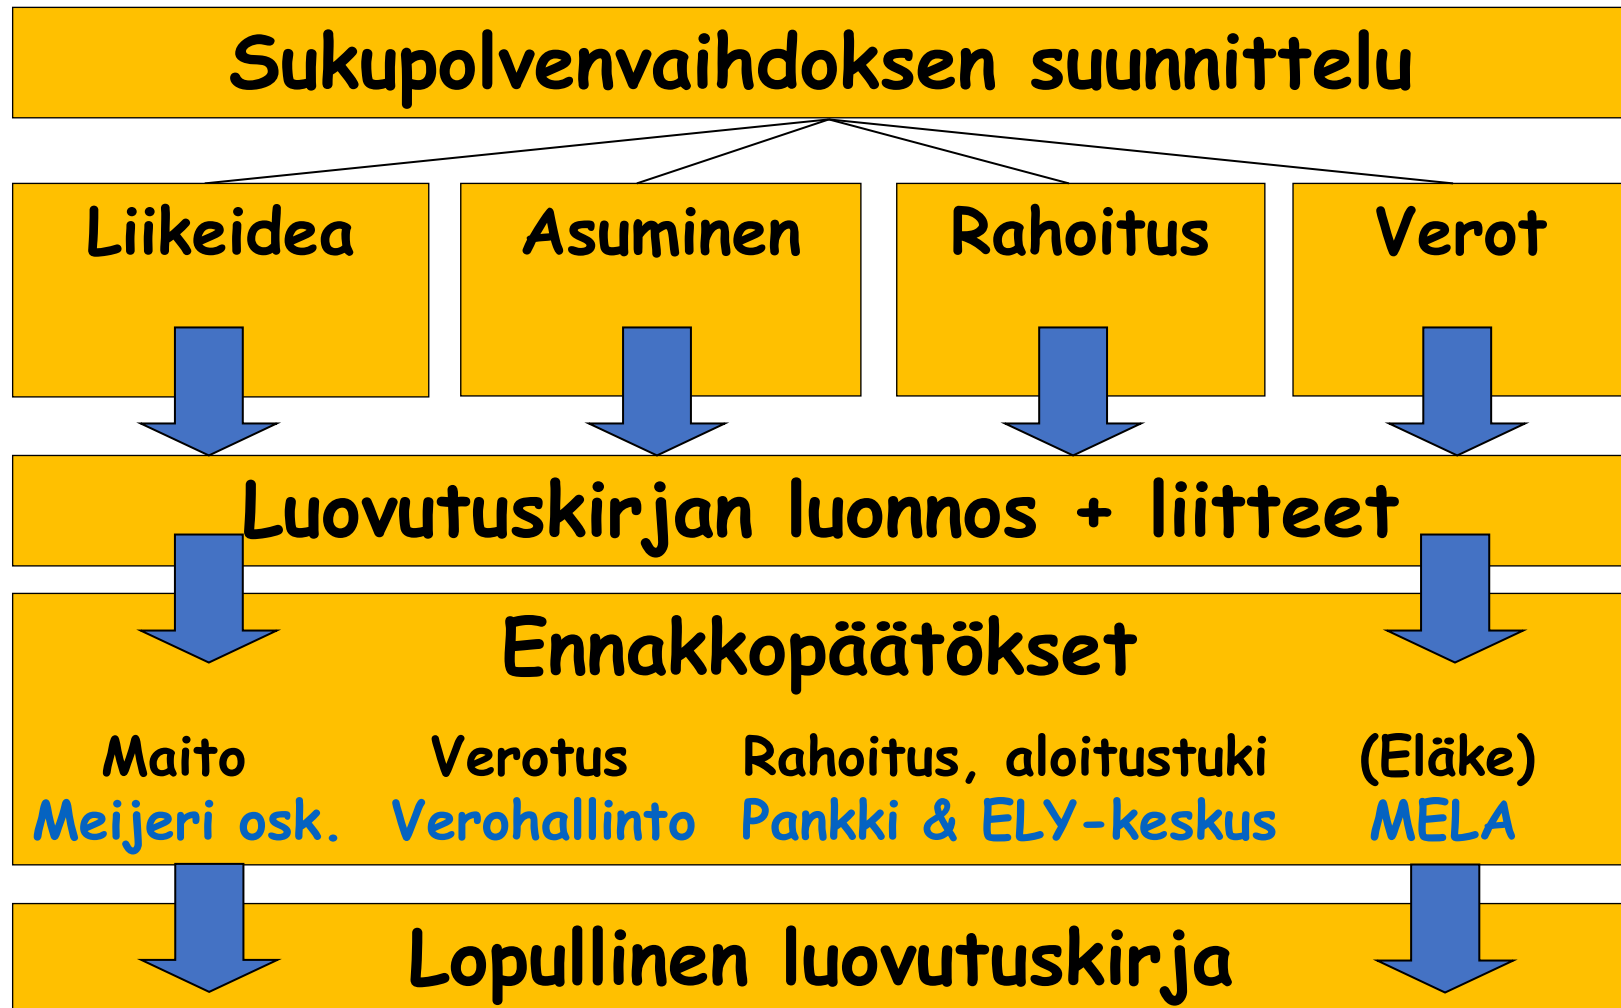 Sukupolvenvaihdoksen suunnittelu
Liikeidea Asuminen Rahoitus Verot
Luovutuskirjan luonnos + liitteet
Ennakkopäätökset
Maito Verotus Rahoitus, aloitustuki (Eläke)
Meijeri osk. Verohallinto Pankki & ELY-keskus MELA
Lopullinen luovutuskirja